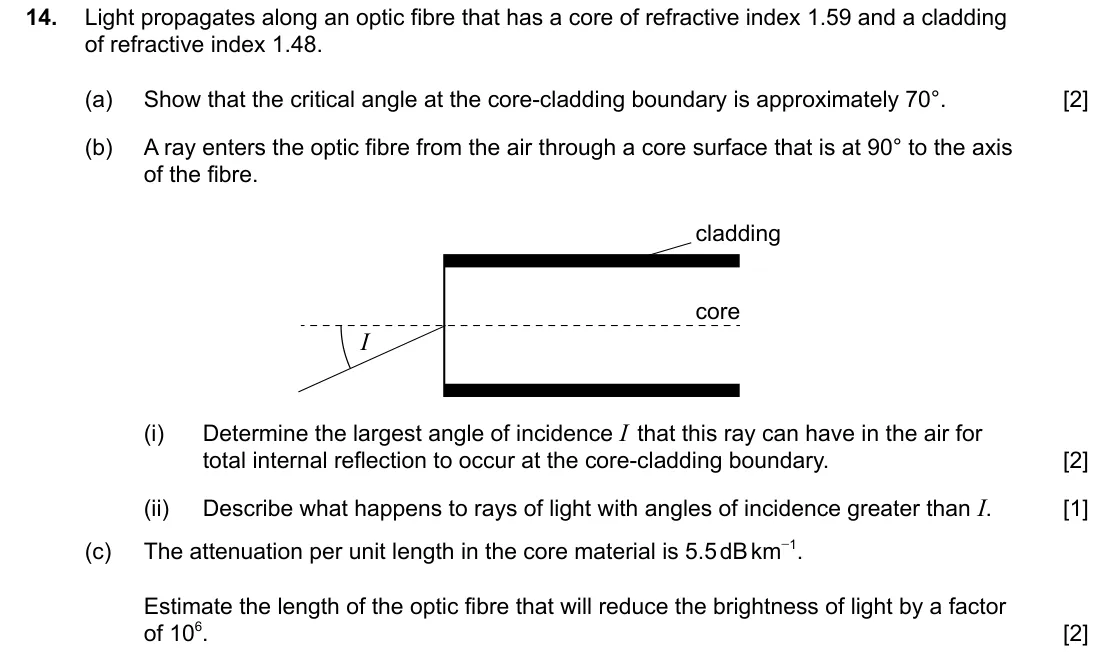 14. Light propagates along an optic fibre that has a core of refractive index 1.59 and a cladding
of refractive index 1.48.
(a) Show that the critical angle at the core-cladding boundary is approximately 70°. [2]
(b) A ray enters the optic fibre from the air through a core surface that is at 90° to the axis
of the fibre.
cladding
core
I
(i) Determine the largest angle of incidence I that this ray can have in the air for
total internal reflection to occur at the core-cladding boundary. [2]
(ii) Describe what happens to rays of light with angles of incidence greater than I. [1]
(c) The attenuation per unit length in the core material is 5.5 dB km⁻¹.
Estimate the length of the optic fibre that will reduce the brightness of light by a factor
of 10⁶. [2]